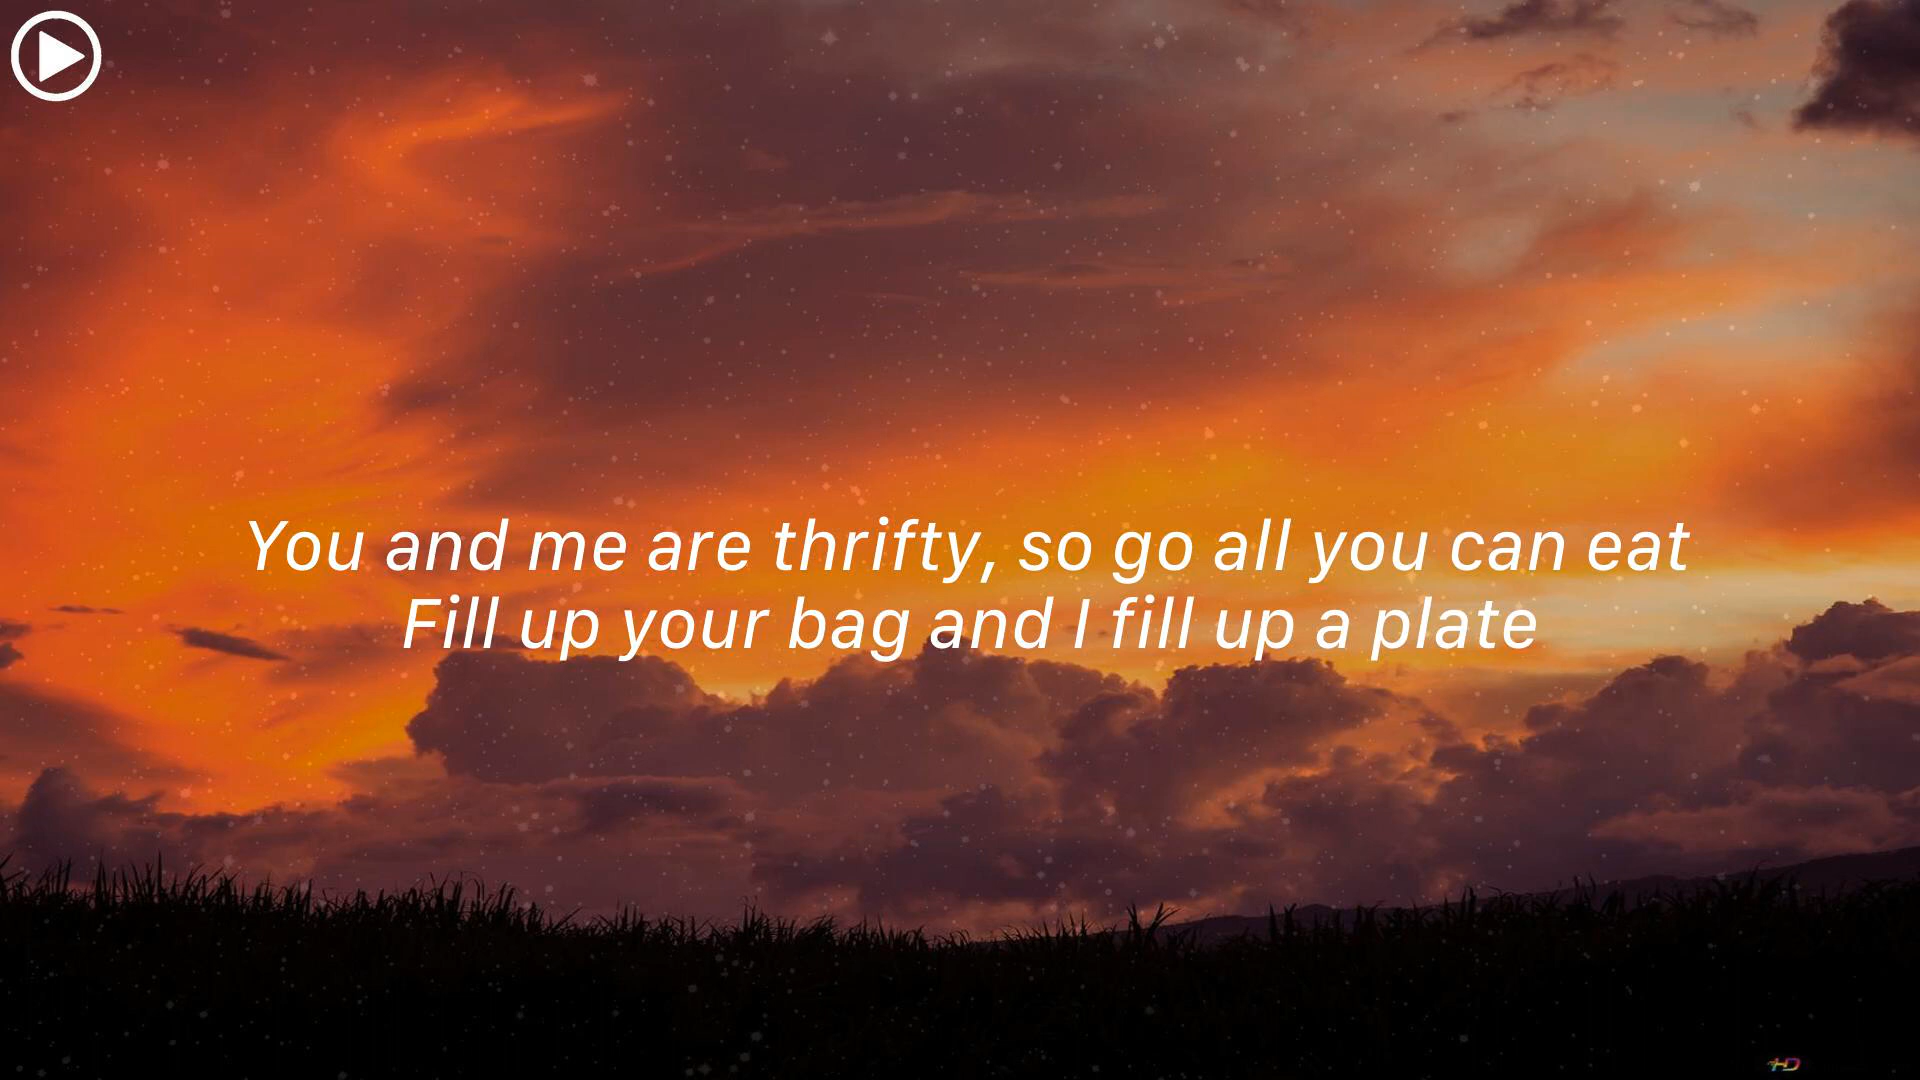 You and me are thrifty, so go all you can eat
Fill up your bag and I fill up a plate
HD